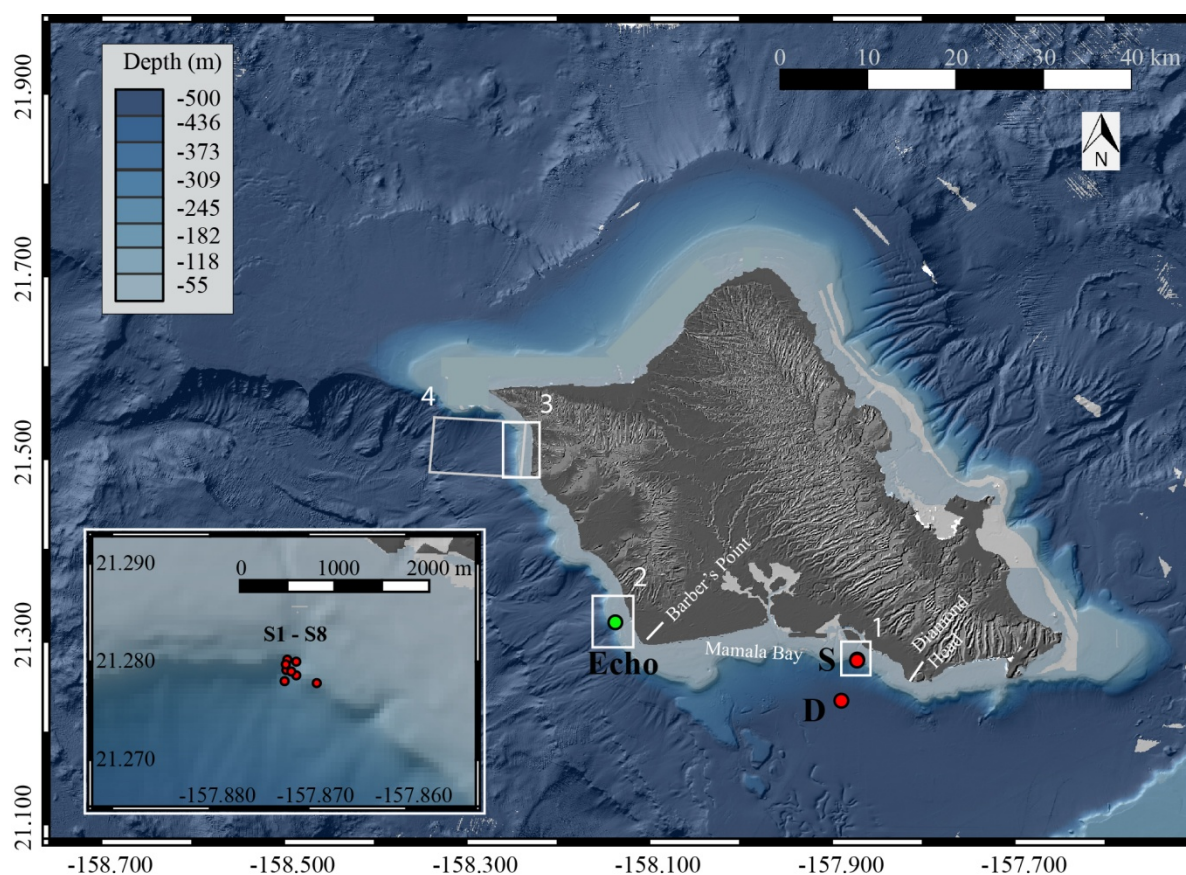 Depth (m)
-500
-436
-373
-309
-245
-182
-118
-55
0 10 20 30 40 km
N
21.900
21.700
21.500
21.300
21.100
4
3
2
1
Barber's Point
Diamond
Head
Mamala Bay
Echo
S
D
0 1000 2000 m
S1 - S8
21.290
21.280
21.270
-157.880 -157.870 -157.860
-158.700 -158.500 -158.300 -158.100 -157.900 -157.700